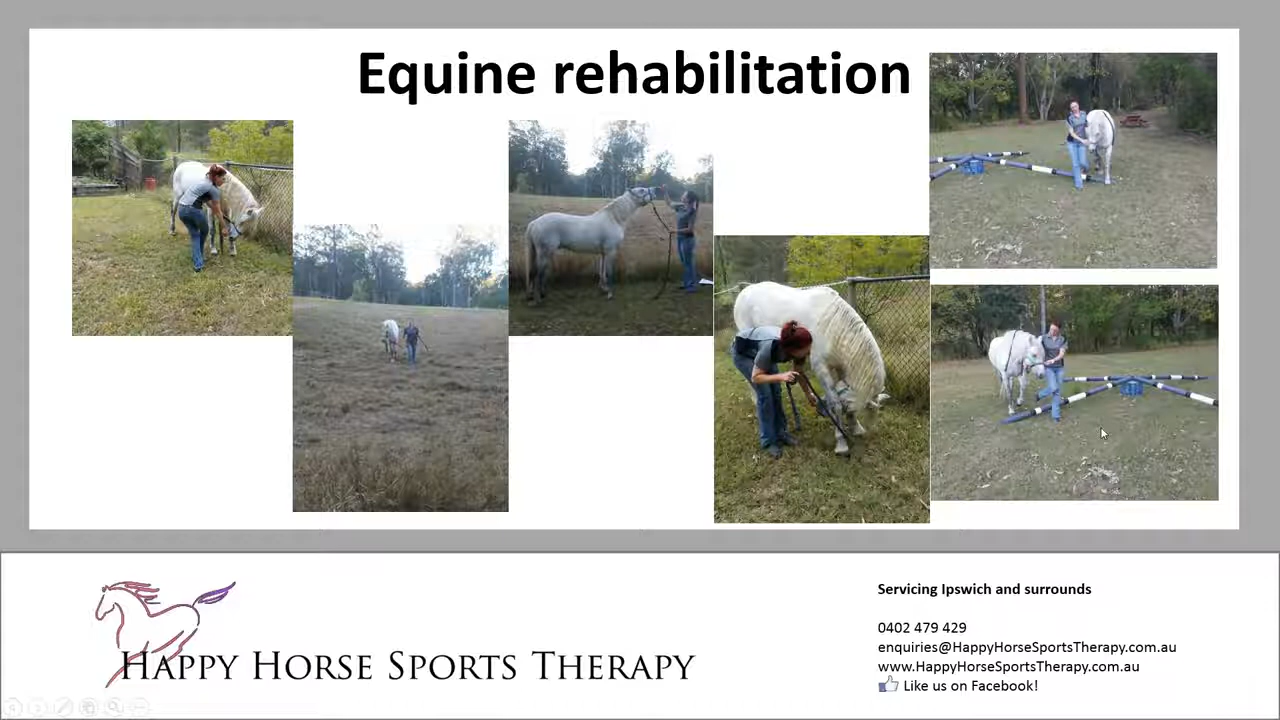 Equine rehabilitation
HAPPY HORSE SPORTS THERAPY
Servicing Ipswich and surrounds
0402 479 429
enquiries@HappyHorseSportsTherapy.com.au
www.HappyHorseSportsTherapy.com.au
Like us on Facebook!